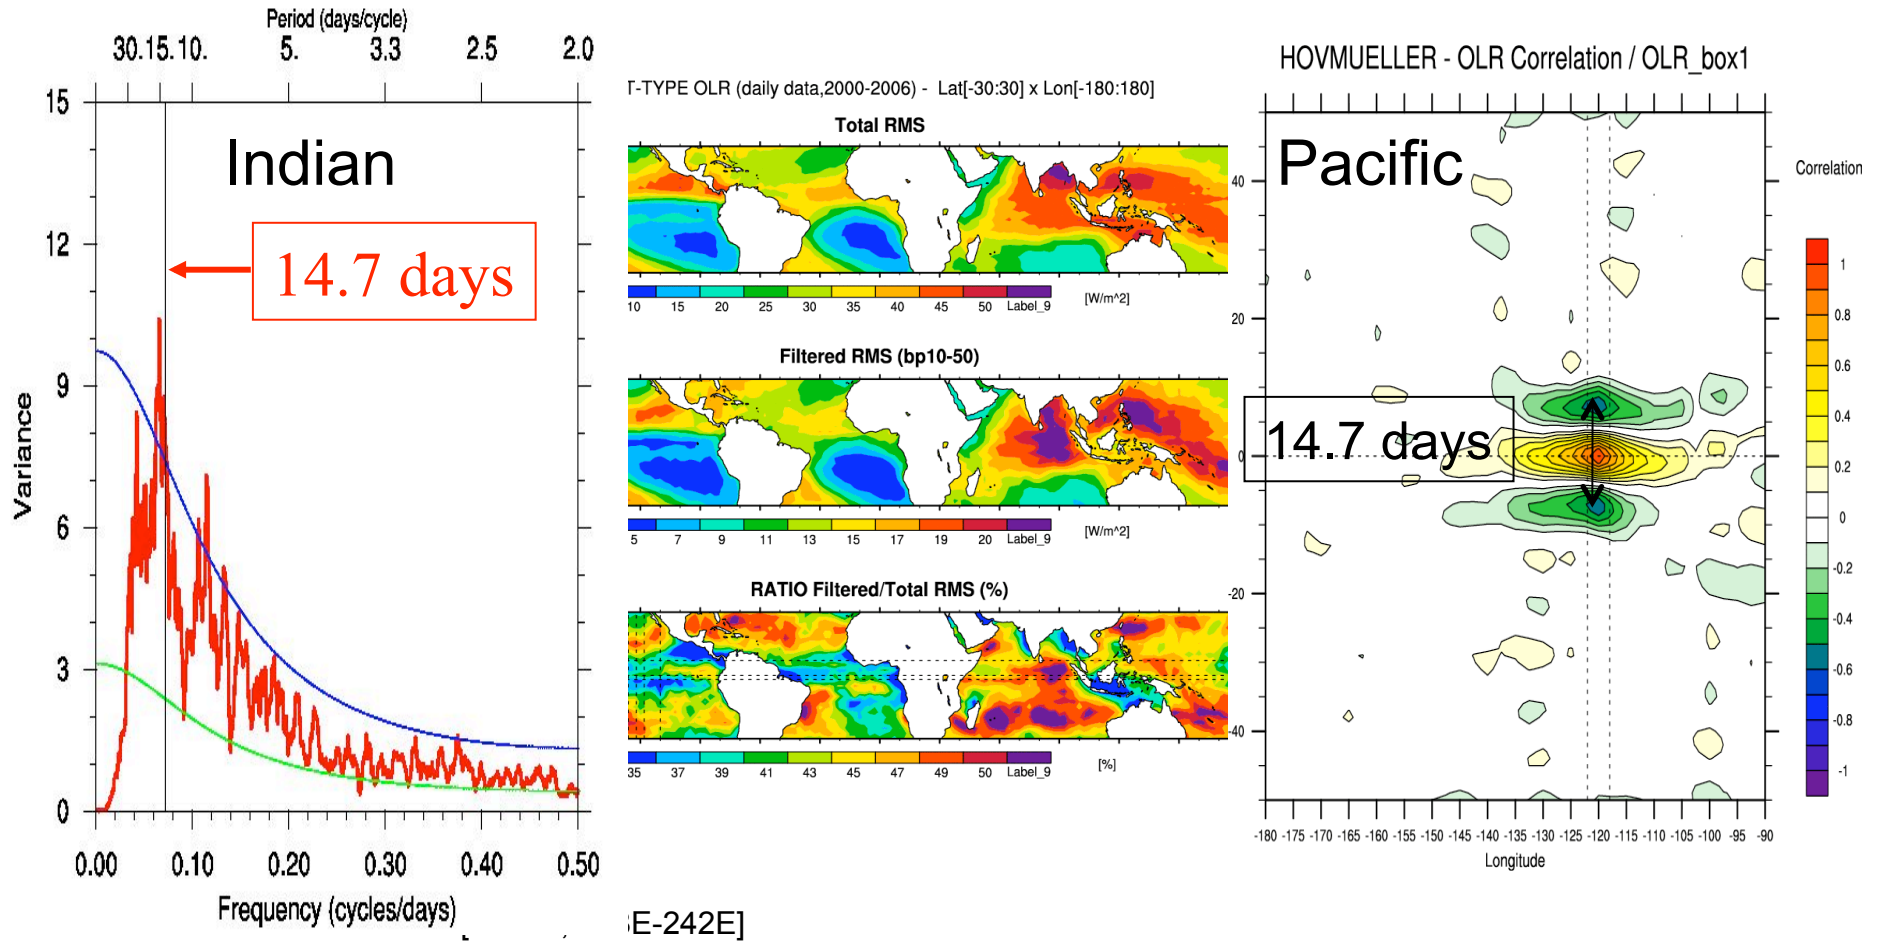 Period (days/cycle)
30.15.10. 5. 3.3 2.5 2.0
15
12
9
6
3
0
Variance
Indian
14.7 days
0.00 0.10 0.20 0.30 0.40 0.50
Frequency (cycles/days)
T-TYPE OLR (daily data,2000-2006) - Lat[-30:30] x Lon[-180:180]
Total RMS
10 15 20 25 30 35 40 45 50 Label_9 [W/m^2]
Filtered RMS (bp10-50)
5 7 9 11 13 15 17 19 20 Label_9 [W/m^2]
RATIO Filtered/Total RMS (%)
35 37 39 41 43 45 47 49 50 Label_9 [%]
E-242E]
HOVMUELLER - OLR Correlation / OLR_box1
Pacific
14.7 days
40
20
0
-20
-40
-180 -175 -170 -165 -160 -155 -150 -145 -140 -135 -130 -125 -120 -115 -110 -105 -100 -95 -90
Longitude
Correlation
1
0.8
0.6
0.4
0.2
0
-0.2
-0.4
-0.6
-0.8
-1